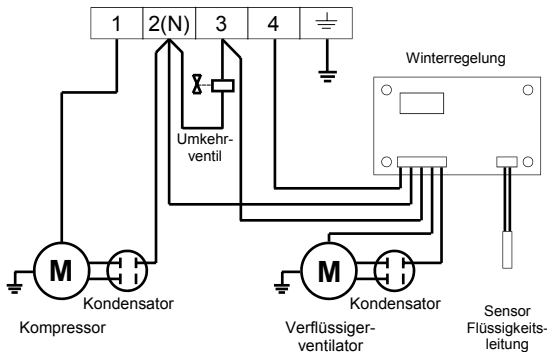 1 2(N) 3 4
Winterregelung
Umkehr-
ventil
M
M
Kondensator
Kondensator
Kompressor
Verflüssiger-
ventilator
Sensor
Flüssigkeits-
leitung